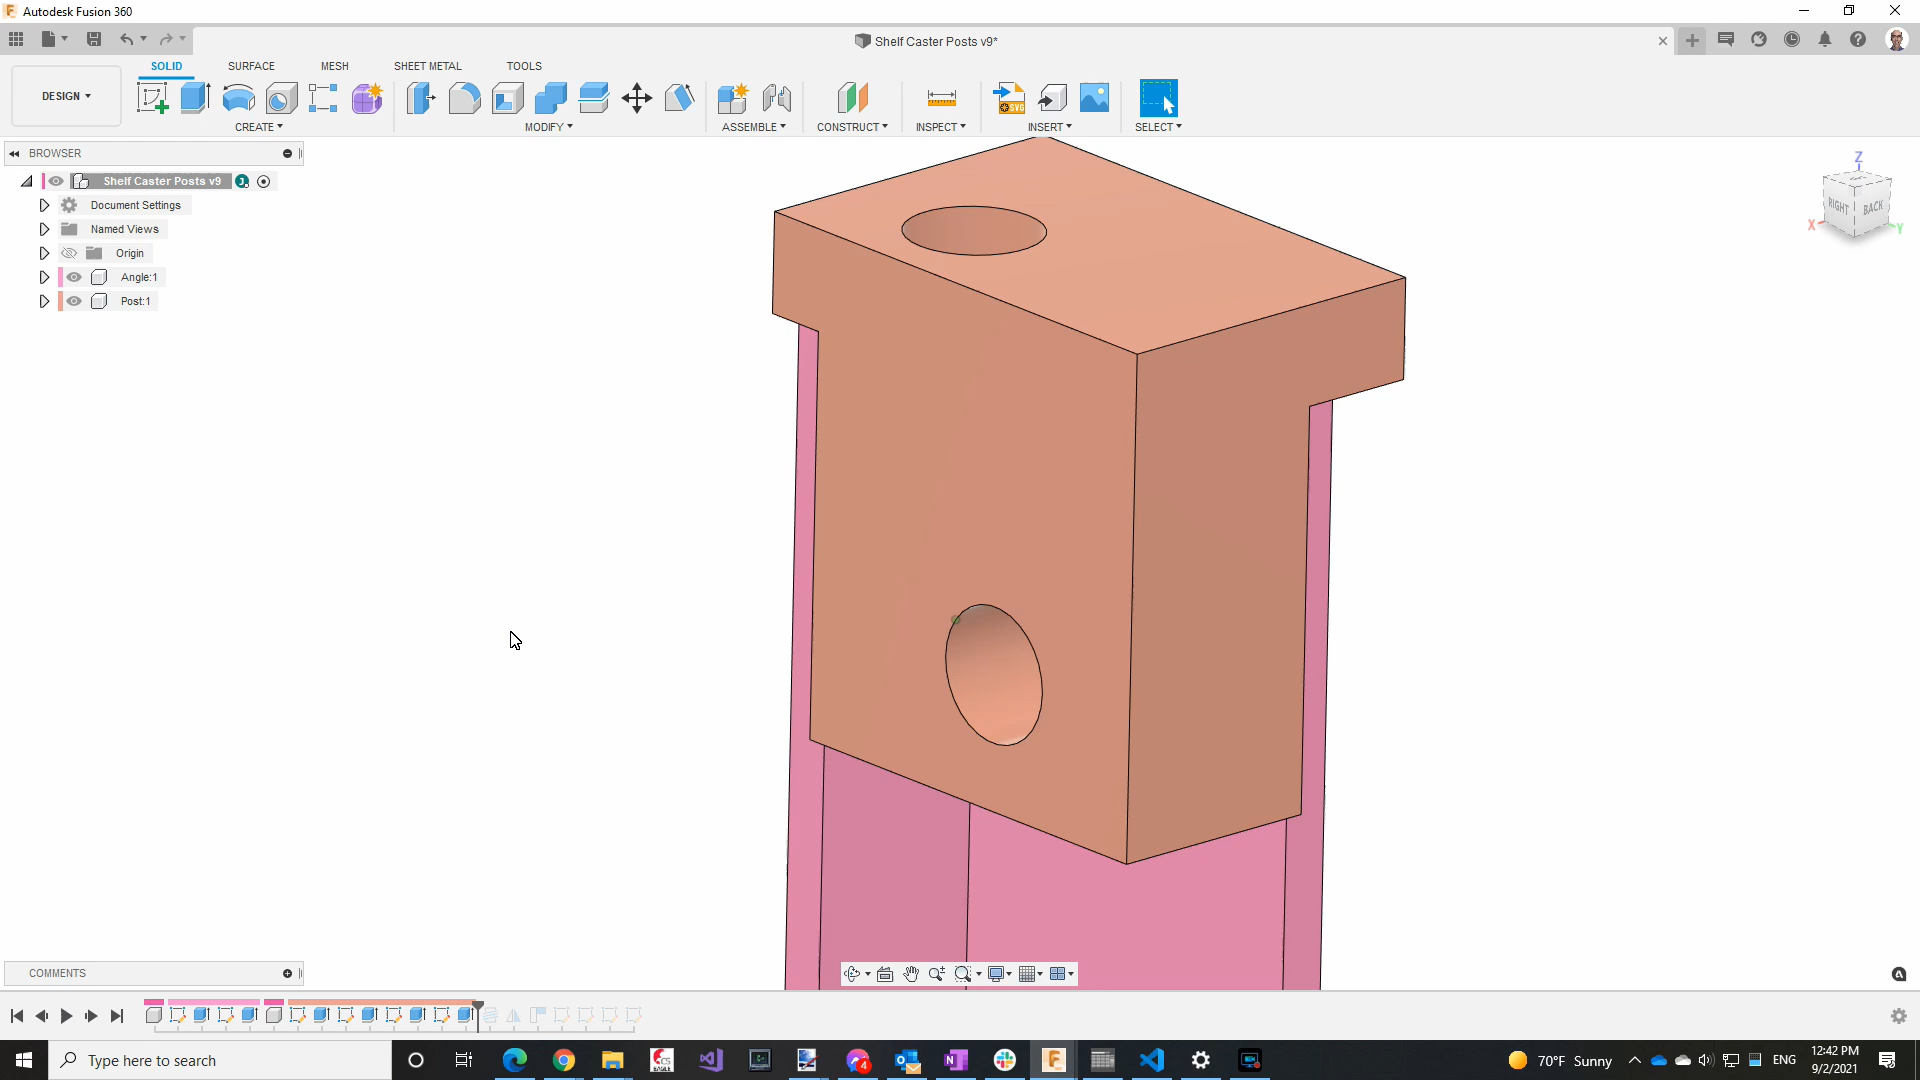 Autodesk Fusion 360
Shelf Caster Posts v9*
DESIGN
SOLID
SURFACE
MESH
SHEET METAL
TOOLS
CREATE
MODIFY
ASSEMBLE
CONSTRUCT
INSPECT
INSERT
SELECT
BROWSER
Shelf Caster Posts v9
Document Settings
Named Views
Origin
Angle:1
Post:1
Z
RIGHT
BACK
X
Y
COMMENTS
Type here to search
70°F Sunny
ENG
12:42 PM
9/2/2021